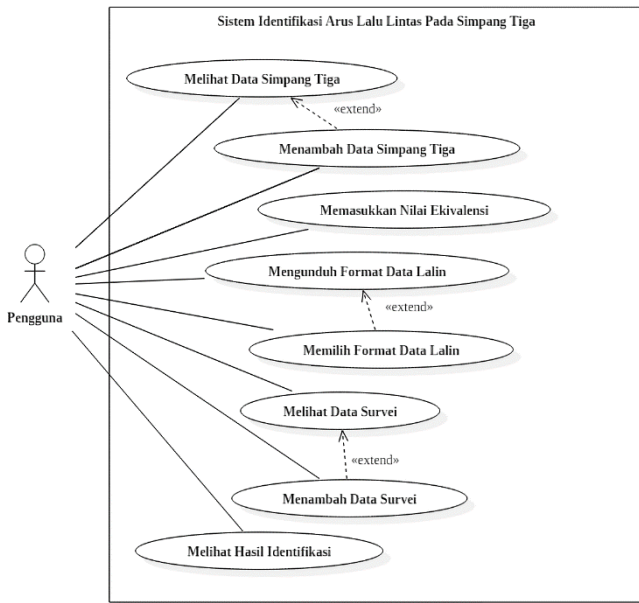 Sistem Identifikasi Arus Lalu Lintas Pada Simpang Tiga
Melihat Data Simpang Tiga
«extend»
Menambah Data Simpang Tiga
Memasukkan Nilai Ekivalensi
Mengunduh Format Data Lalin
«extend»
Pengguna
Memilih Format Data Lalin
Melihat Data Survei
«extend»
Menambah Data Survei
Melihat Hasil Identifikasi